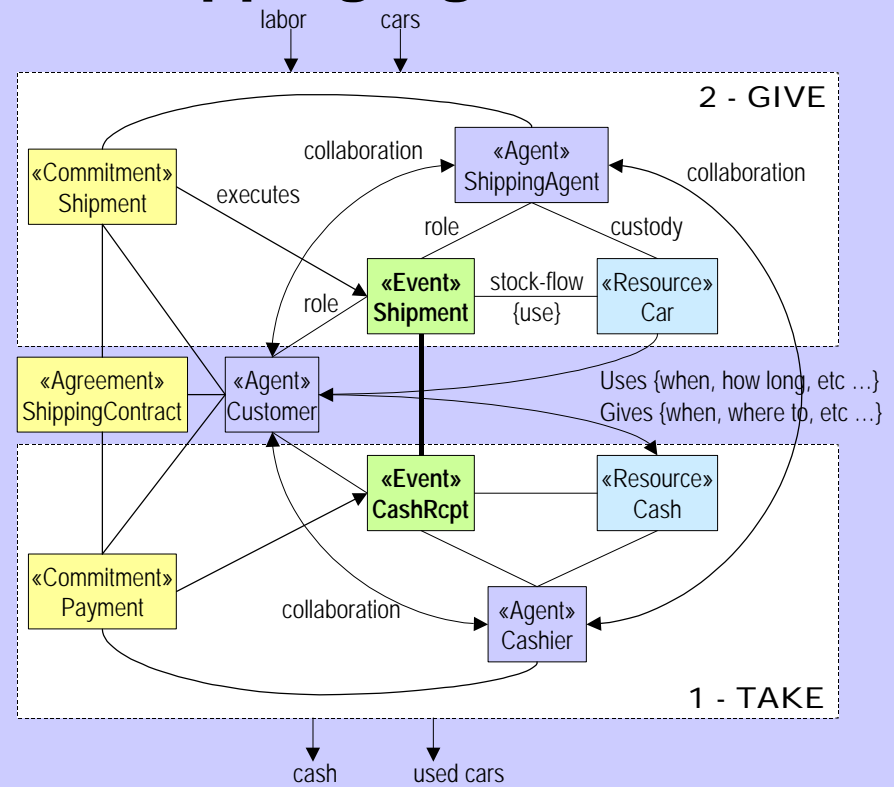 labor
cars
2 - GIVE
«Commitment»
Shipment
collaboration
«Agent»
ShippingAgent
collaboration
executes
role
custody
role
«Event»
Shipment
stock-flow
{use}
«Resource»
Car
«Agreement»
ShippingContract
«Agent»
Customer
Uses {when, how long, etc ...}
Gives {when, where to, etc ...}
«Event»
CashRcpt
«Resource»
Cash
«Commitment»
Payment
collaboration
«Agent»
Cashier
1 - TAKE
cash
used cars